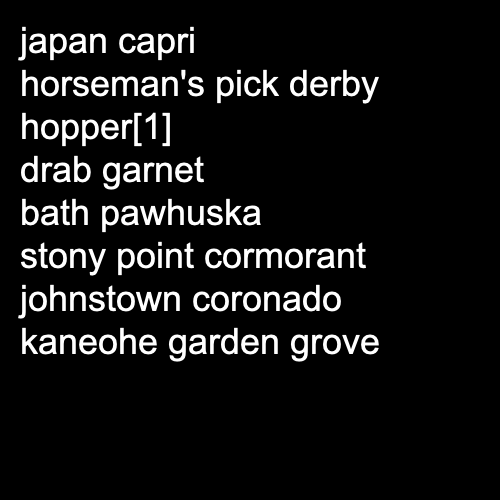 japan capri
horseman's pick derby
hopper[1]
drab garnet
bath pawhuska
stony point cormorant
johnstown coronado
kaneohe garden grove